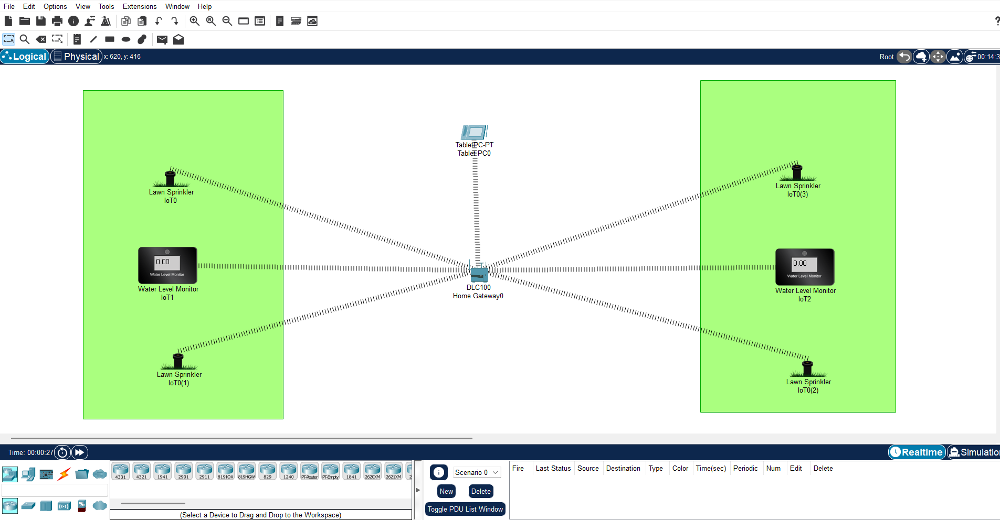 File Edit Options View Tools Extensions Window Help
?
Logical Physical x: 620, y: 416 Root 00:14:3
TabletPC-PT
Tablet PC0
Lawn Sprinkler
IoT0
Lawn Sprinkler
IoT0(3)
0.00
Water Level Monitor
Water Level Monitor
IoT1
0.00
Water Level Monitor
Water Level Monitor
IoT2
DLC100
Home Gateway0
Lawn Sprinkler
IoT0(1)
Lawn Sprinkler
IoT0(2)
Time: 00:00:27 Realtime Simulatio
4331 4321 1941 2901 2911 819IOX 819HGW 829 1240 PT-Router PT-Empty 1841 2620XM 2621XM 2
(Select a Device to Drag and Drop to the Workspace)
Scenario 0
New Delete
Toggle PDU List Window
Fire Last Status Source Destination Type Color Time(sec) Periodic Num Edit Delete